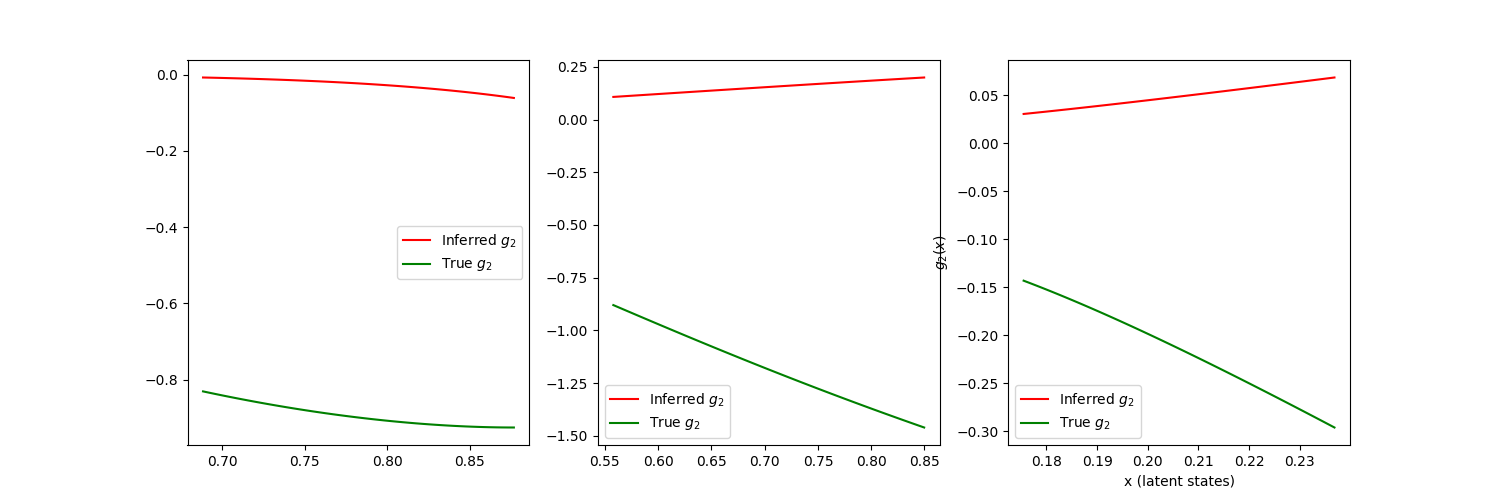 0.0
−0.2
−0.4
−0.6
−0.8
0.70 0.75 0.80 0.85
Inferred g₂
True g₂
0.25
0.00
−0.25
−0.50
−0.75
−1.00
−1.25
−1.50
0.55 0.60 0.65 0.70 0.75 0.80 0.85
Inferred g₂
True g₂
g₂(x)
0.05
0.00
−0.05
−0.10
−0.15
−0.20
−0.25
−0.30
0.18 0.19 0.20 0.21 0.22 0.23
x (latent states)
Inferred g₂
True g₂